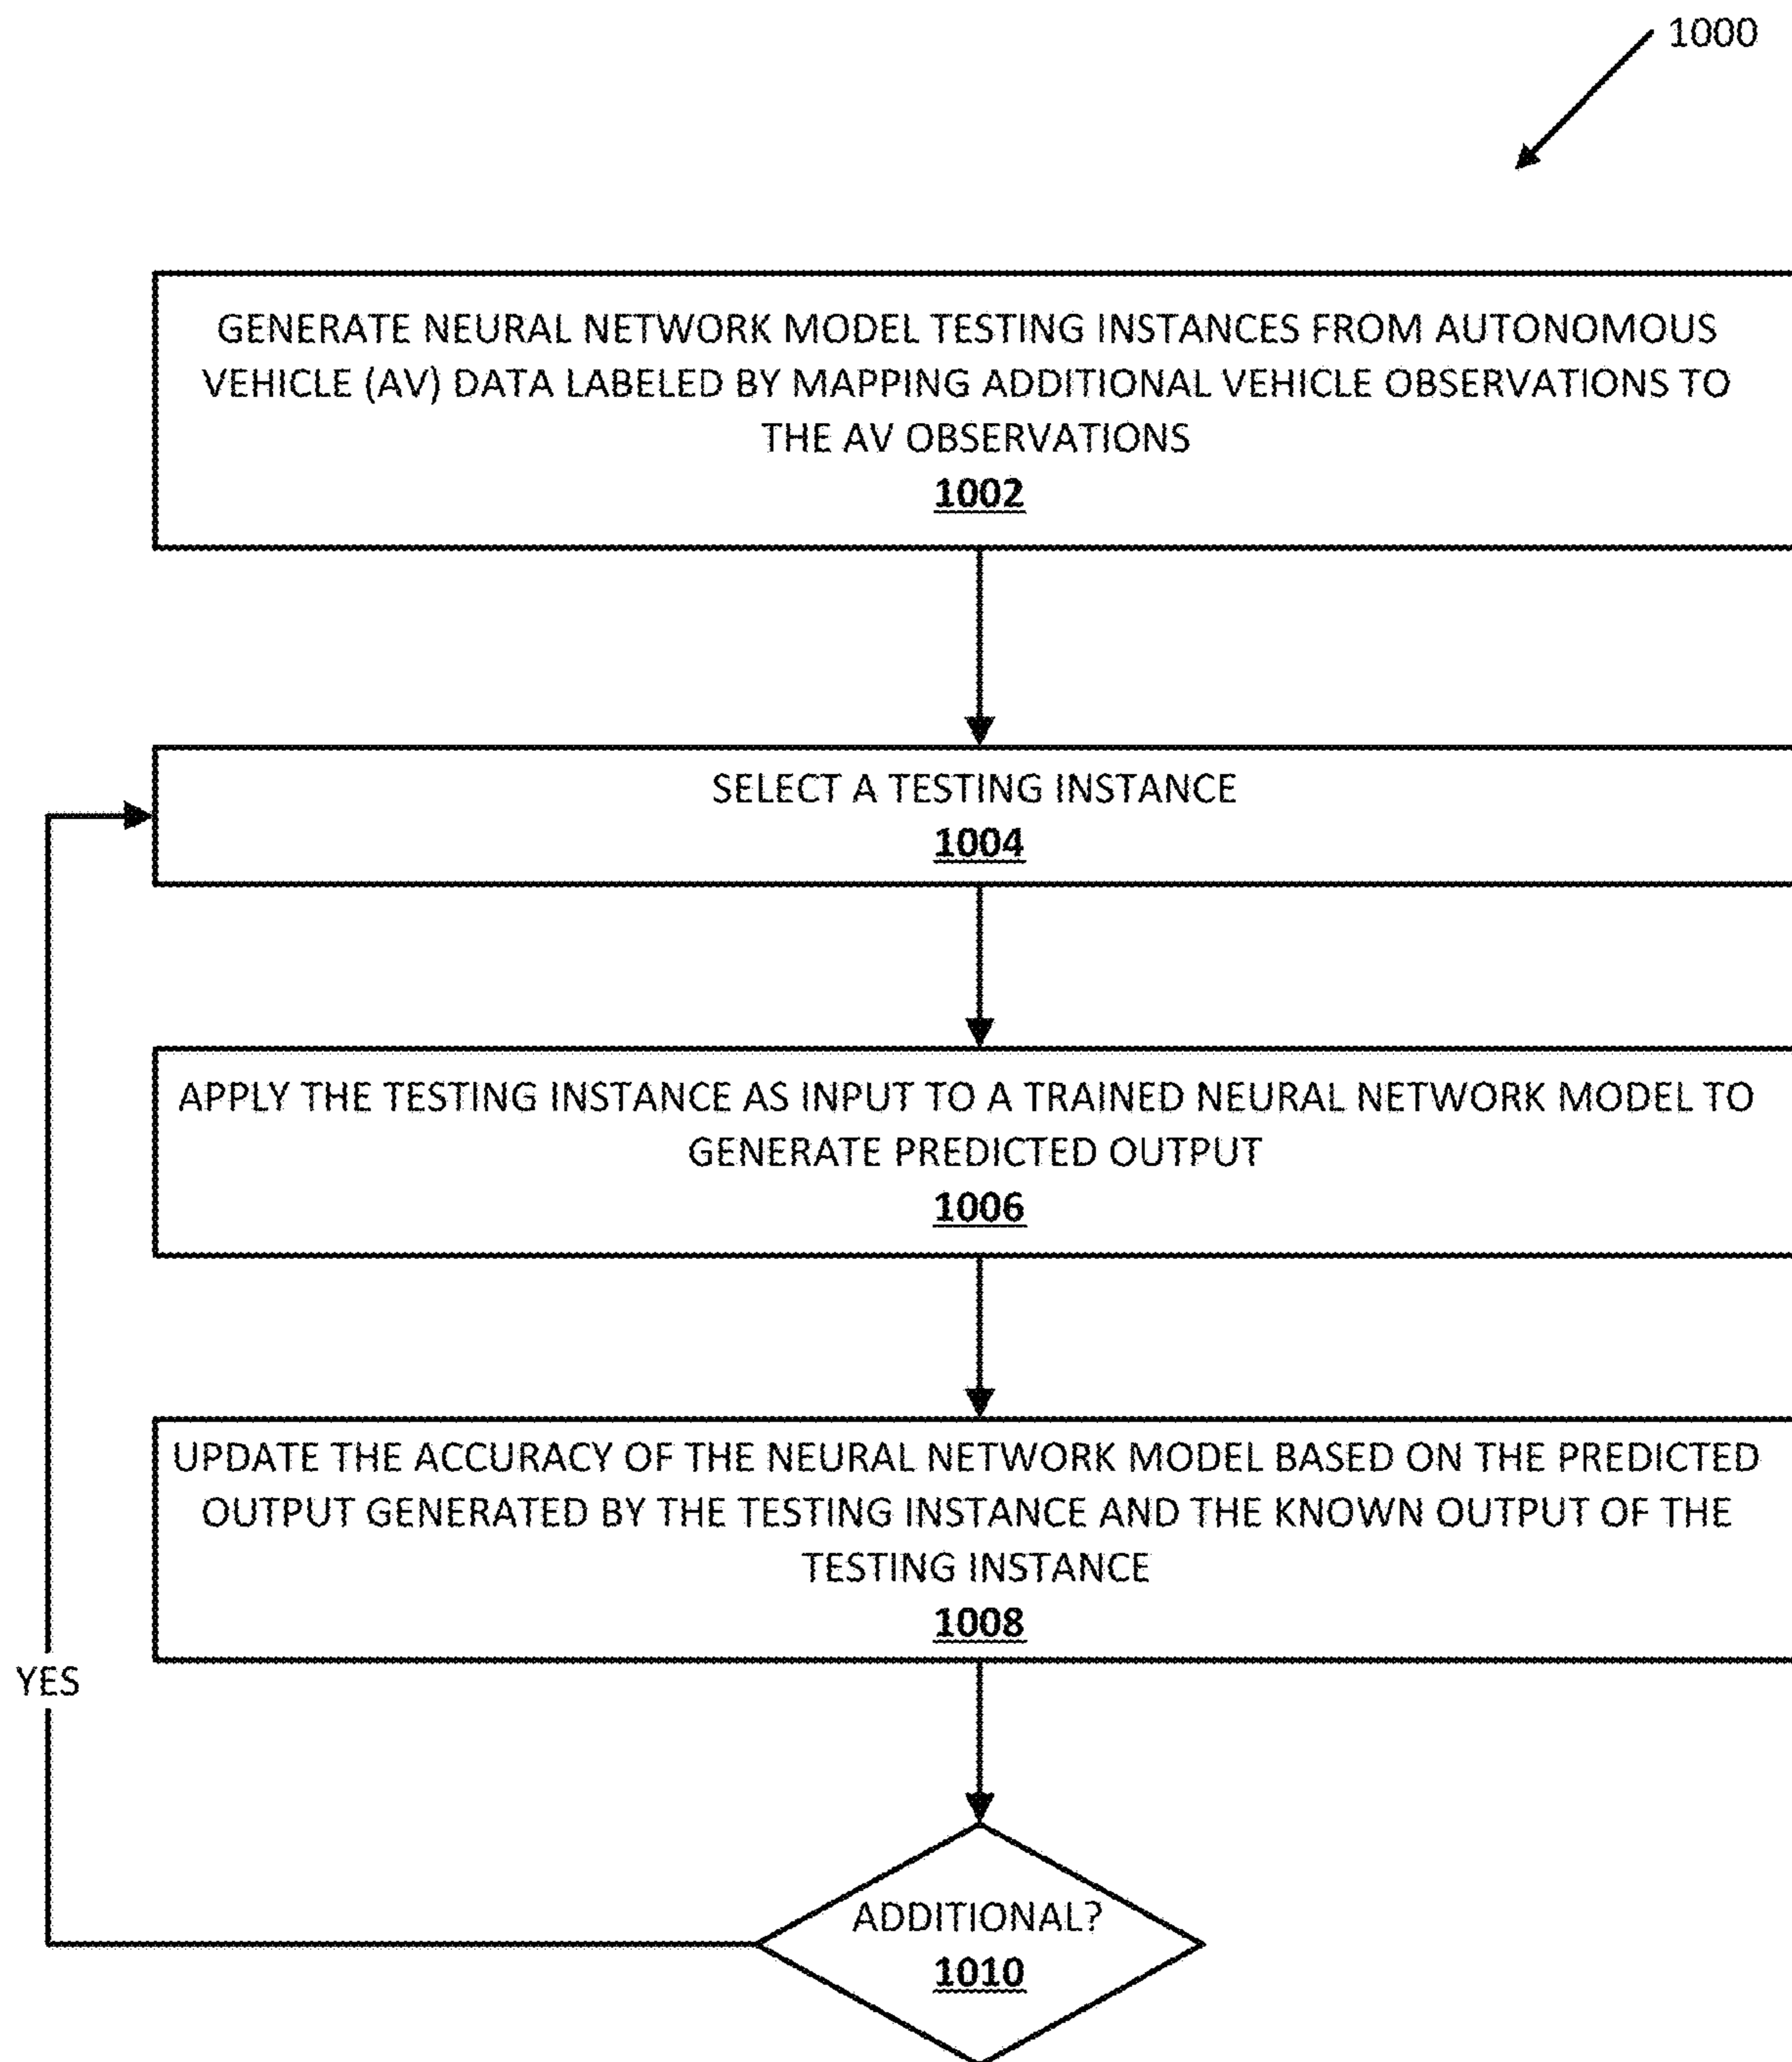 1000
GENERATE NEURAL NETWORK MODEL TESTING INSTANCES FROM AUTONOMOUS
VEHICLE (AV) DATA LABELED BY MAPPING ADDITIONAL VEHICLE OBSERVATIONS TO
THE AV OBSERVATIONS
1002
SELECT A TESTING INSTANCE
1004
APPLY THE TESTING INSTANCE AS INPUT TO A TRAINED NEURAL NETWORK MODEL TO
GENERATE PREDICTED OUTPUT
1006
UPDATE THE ACCURACY OF THE NEURAL NETWORK MODEL BASED ON THE PREDICTED
OUTPUT GENERATED BY THE TESTING INSTANCE AND THE KNOWN OUTPUT OF THE
TESTING INSTANCE
1008
YES
ADDITIONAL?
1010